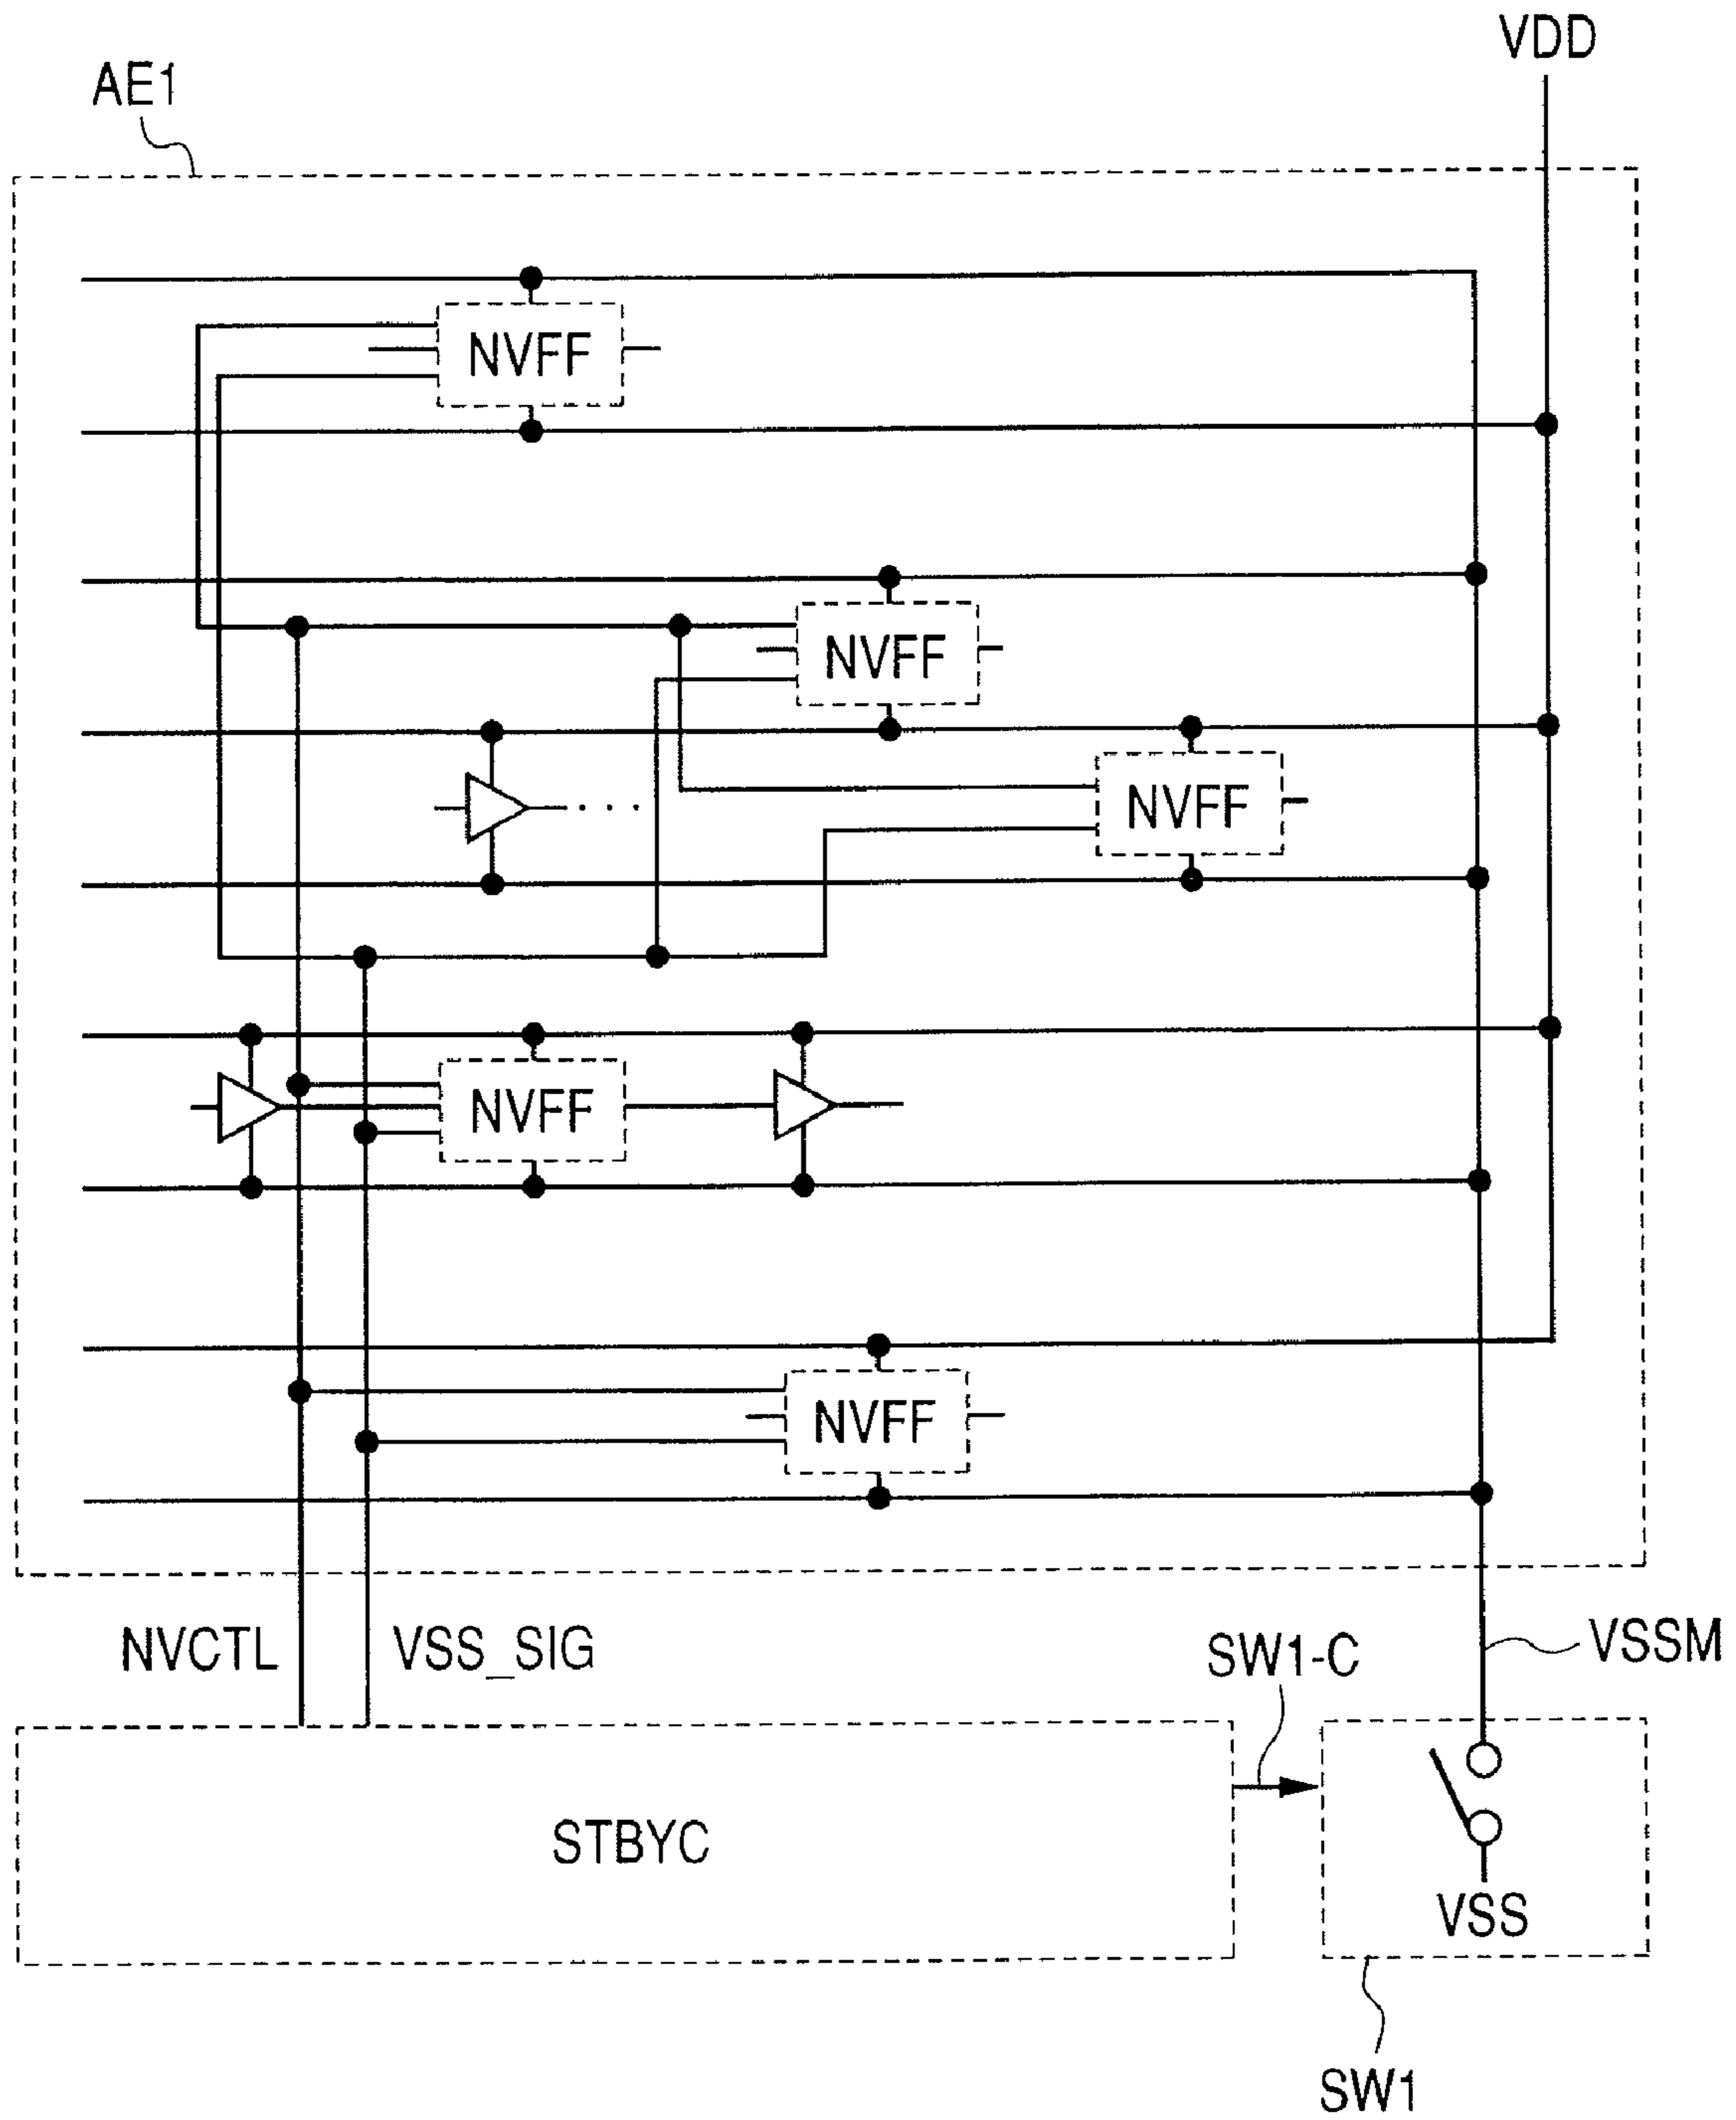 VDD
AE1
NVFF
NVFF
NVFF
NVFF
NVFF
NVCTL
VSS_SIG
SW1-C
VSSM
STBYC
VSS
SW1